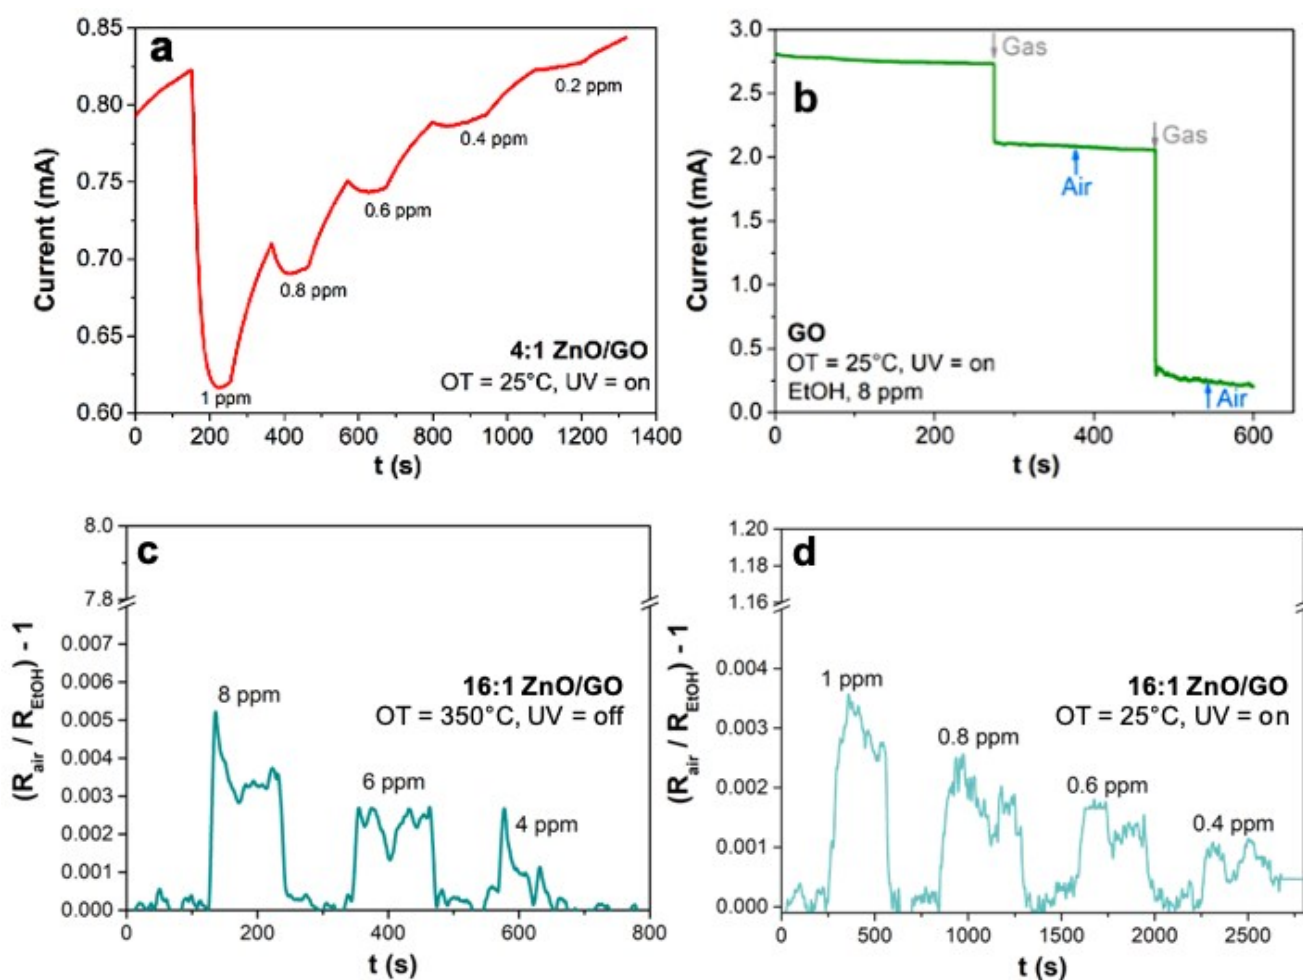 a
0.85
0.80
0.75
0.70
0.65
0.60
Current (mA)
0.2 ppm
0.4 ppm
0.6 ppm
0.8 ppm
1 ppm
4:1 ZnO/GO
OT = 25°C, UV = on
0 200 400 600 800 1000 1200 1400
t (s)
b
3.0
2.5
2.0
1.5
1.0
0.5
0.0
Current (mA)
Gas
Gas
Air
Air
GO
OT = 25°C, UV = on
EtOH, 8 ppm
0 200 400 600
t (s)
c
8.0
7.8
0.007
0.006
0.005
0.004
0.003
0.002
0.001
0.000
(Rair / REtOH) - 1
16:1 ZnO/GO
OT = 350°C, UV = off
8 ppm
6 ppm
4 ppm
0 200 400 600 800
t (s)
d
1.20
1.18
1.16
0.004
0.003
0.002
0.001
0.000
(Rair / REtOH) - 1
16:1 ZnO/GO
OT = 25°C, UV = on
1 ppm
0.8 ppm
0.6 ppm
0.4 ppm
0 500 1000 1500 2000 2500
t (s)